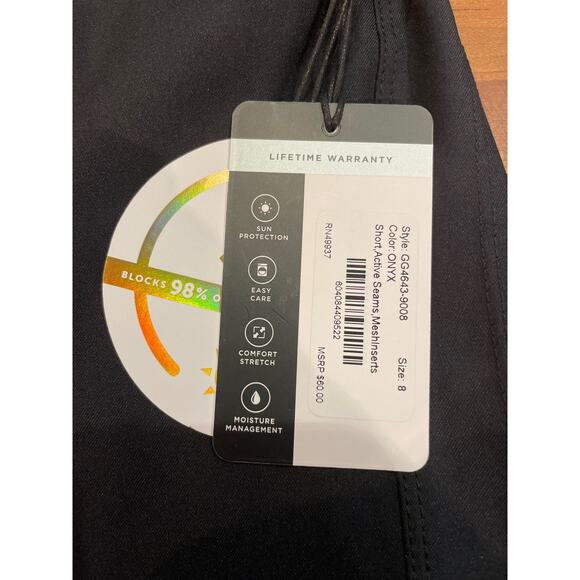 LIFETIME WARRANTY
SUN
PROTECTION
EASY
CARE
COMFORT
STRETCH
MOISTURE
MANAGEMENT
Style: GG4643-9008 Size: 8
Color: ONYX
Short,Active Seams,MeshInserts
604084409522
RN49937 MSRP $60.00
BLOCKS 98%